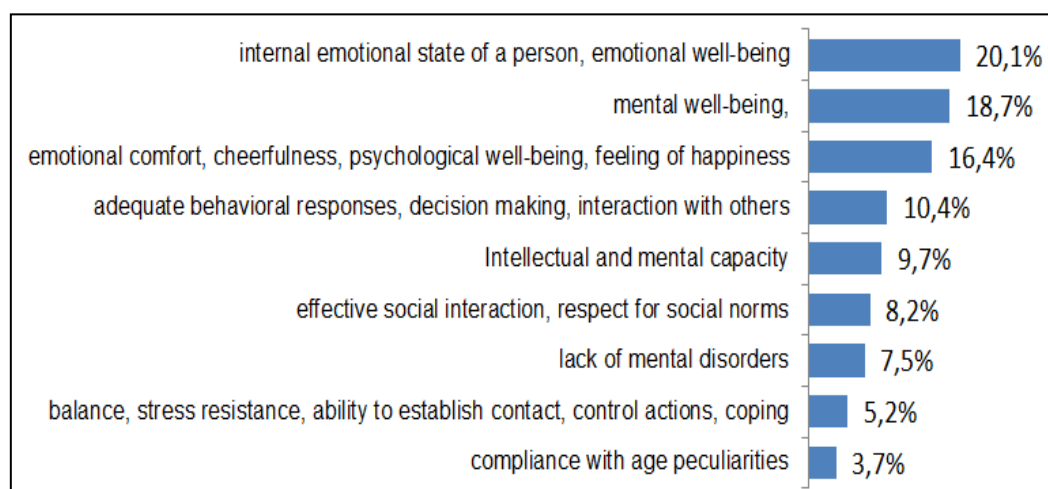 internal emotional state of a person, emotional well-being 20,1%
mental well-being, 18,7%
emotional comfort, cheerfulness, psychological well-being, feeling of happiness 16,4%
adequate behavioral responses, decision making, interaction with others 10,4%
Intellectual and mental capacity 9,7%
effective social interaction, respect for social norms 8,2%
lack of mental disorders 7,5%
balance, stress resistance, ability to establish contact, control actions, coping 5,2%
compliance with age peculiarities 3,7%